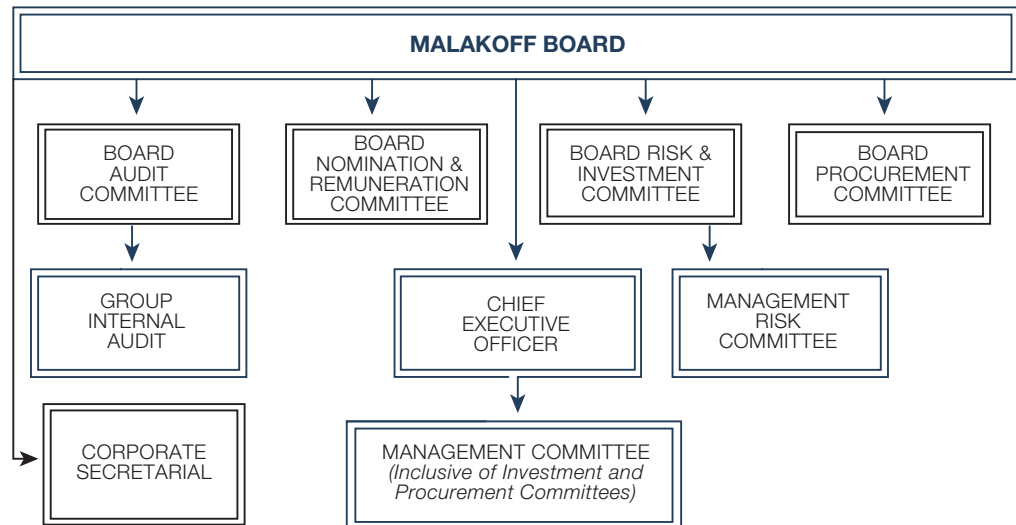 MALAKOFF BOARD
BOARD
AUDIT
COMMITTEE
BOARD
NOMINATION &
REMUNERATION
COMMITTEE
BOARD RISK &
INVESTMENT
COMMITTEE
BOARD
PROCUREMENT
COMMITTEE
GROUP
INTERNAL
AUDIT
CHIEF
EXECUTIVE
OFFICER
MANAGEMENT
RISK
COMMITTEE
CORPORATE
SECRETARIAL
MANAGEMENT COMMITTEE
(Inclusive of Investment and
Procurement Committees)